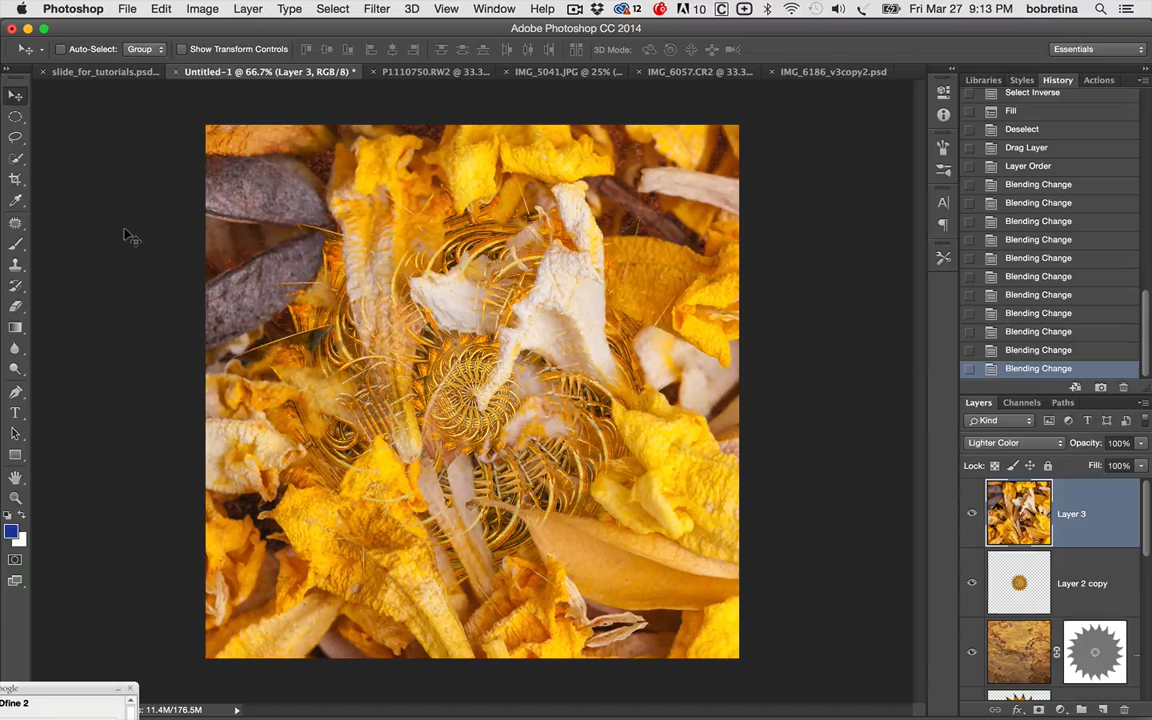 Photoshop File Edit Image Layer Type Select Filter 3D View Window Help 12 10 Fri Mar 27 9:13 PM bobretina
Adobe Photoshop CC 2014
Auto-Select: Group Show Transform Controls 3D Mode: Essentials
slide_for_tutorials.psd... Untitled-1 @ 66.7% (Layer 3, RGB/8) * P1110750.RW2 @ 33.3... IMG_5041.JPG @ 25% (... IMG_6057.CR2 @ 33.3... IMG_6186_v3copy2.psd
Libraries Styles History Actions
Select Inverse
Fill
Deselect
Drag Layer
Layer Order
Blending Change
Blending Change
Blending Change
Blending Change
Blending Change
Blending Change
Blending Change
Blending Change
Blending Change
Blending Change
Blending Change
Layers Channels Paths
Kind
Lighter Color Opacity: 100%
Lock: Fill: 100%
Layer 3
Layer 2 copy
oogle
Dfine 2
c: 11.4M/176.5M